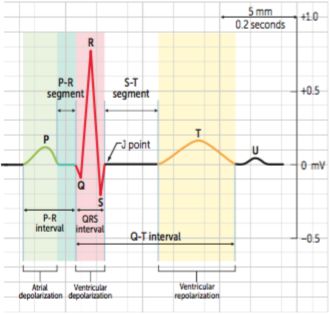 5 mm
0.2 seconds
+1.0
R
P-R
segment
S-T
segment
+0.5
P
J point
T
U
0 mV
Q
S
P-R
interval
QRS
interval
Q-T interval
-0.5
Atrial
depolarization
Ventricular
depolarization
Ventricular
repolarization